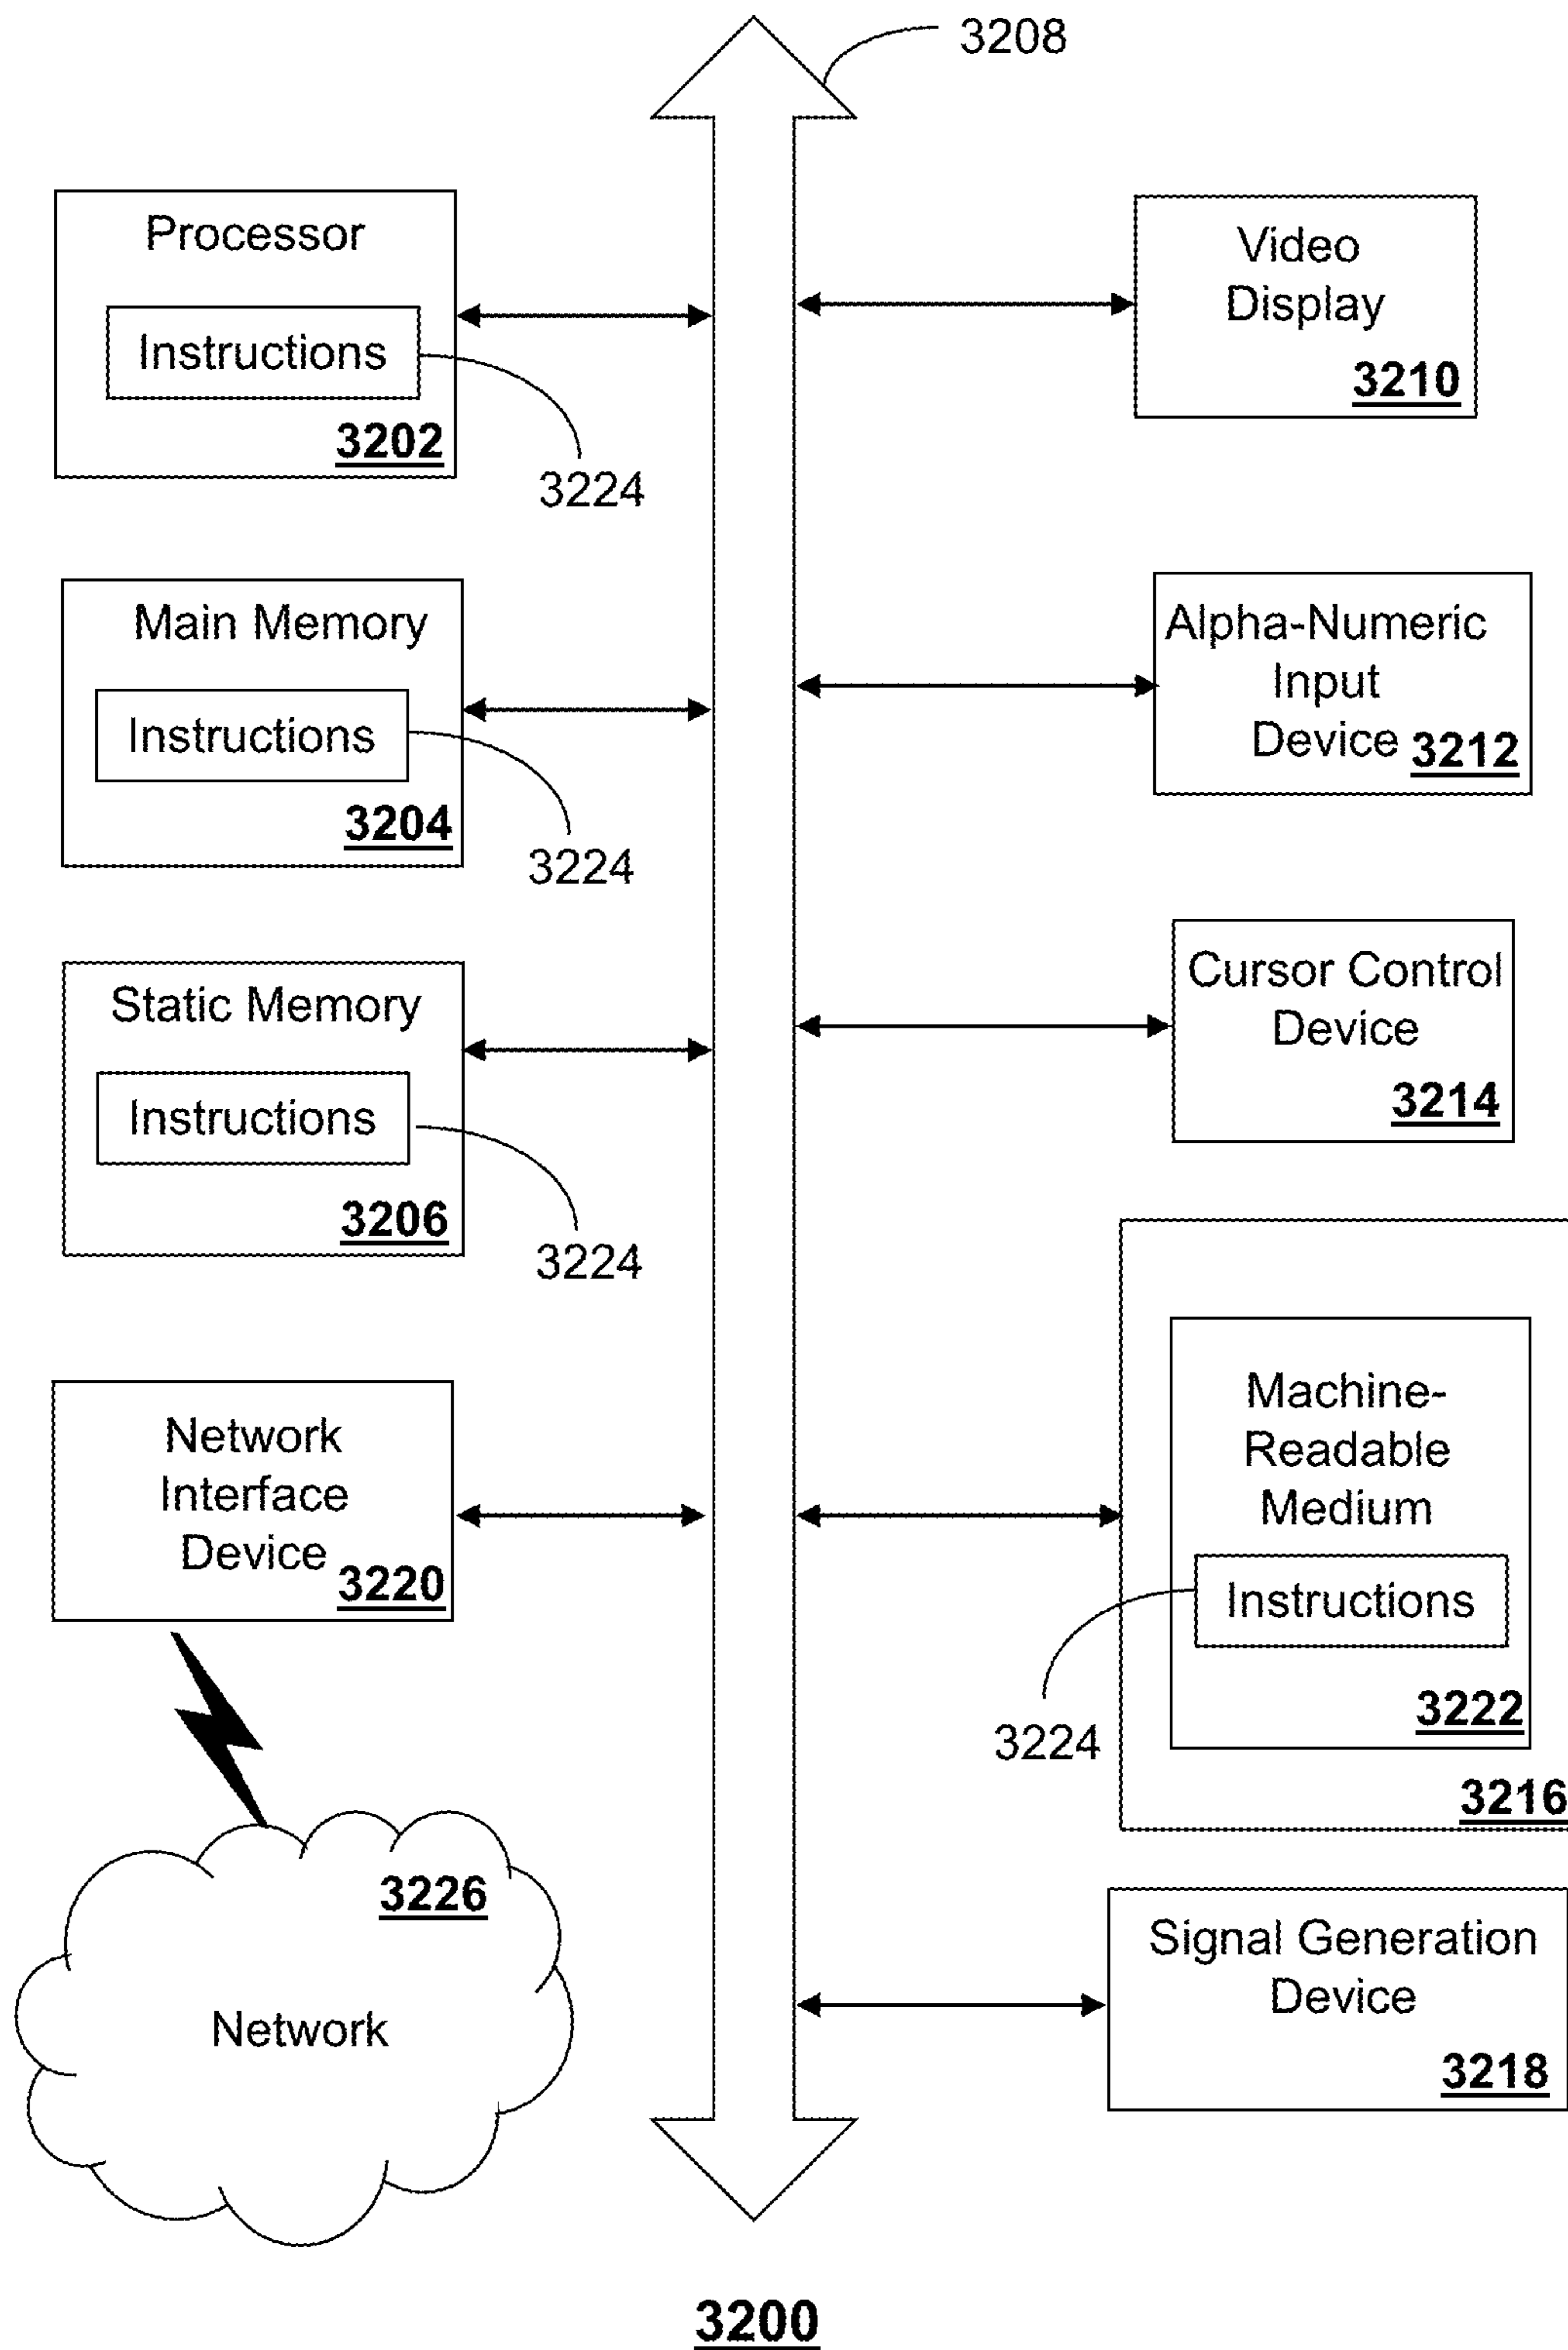 3208
Processor
Instructions
3202
3224
Video
Display
3210
Main Memory
Instructions
3204
3224
Alpha-Numeric
Input
Device 3212
Static Memory
Instructions
3206
3224
Cursor Control
Device
3214
Network
Interface
Device
3220
Machine-
Readable
Medium
Instructions
3222
3224
3216
3226
Network
Signal Generation
Device
3218
3200